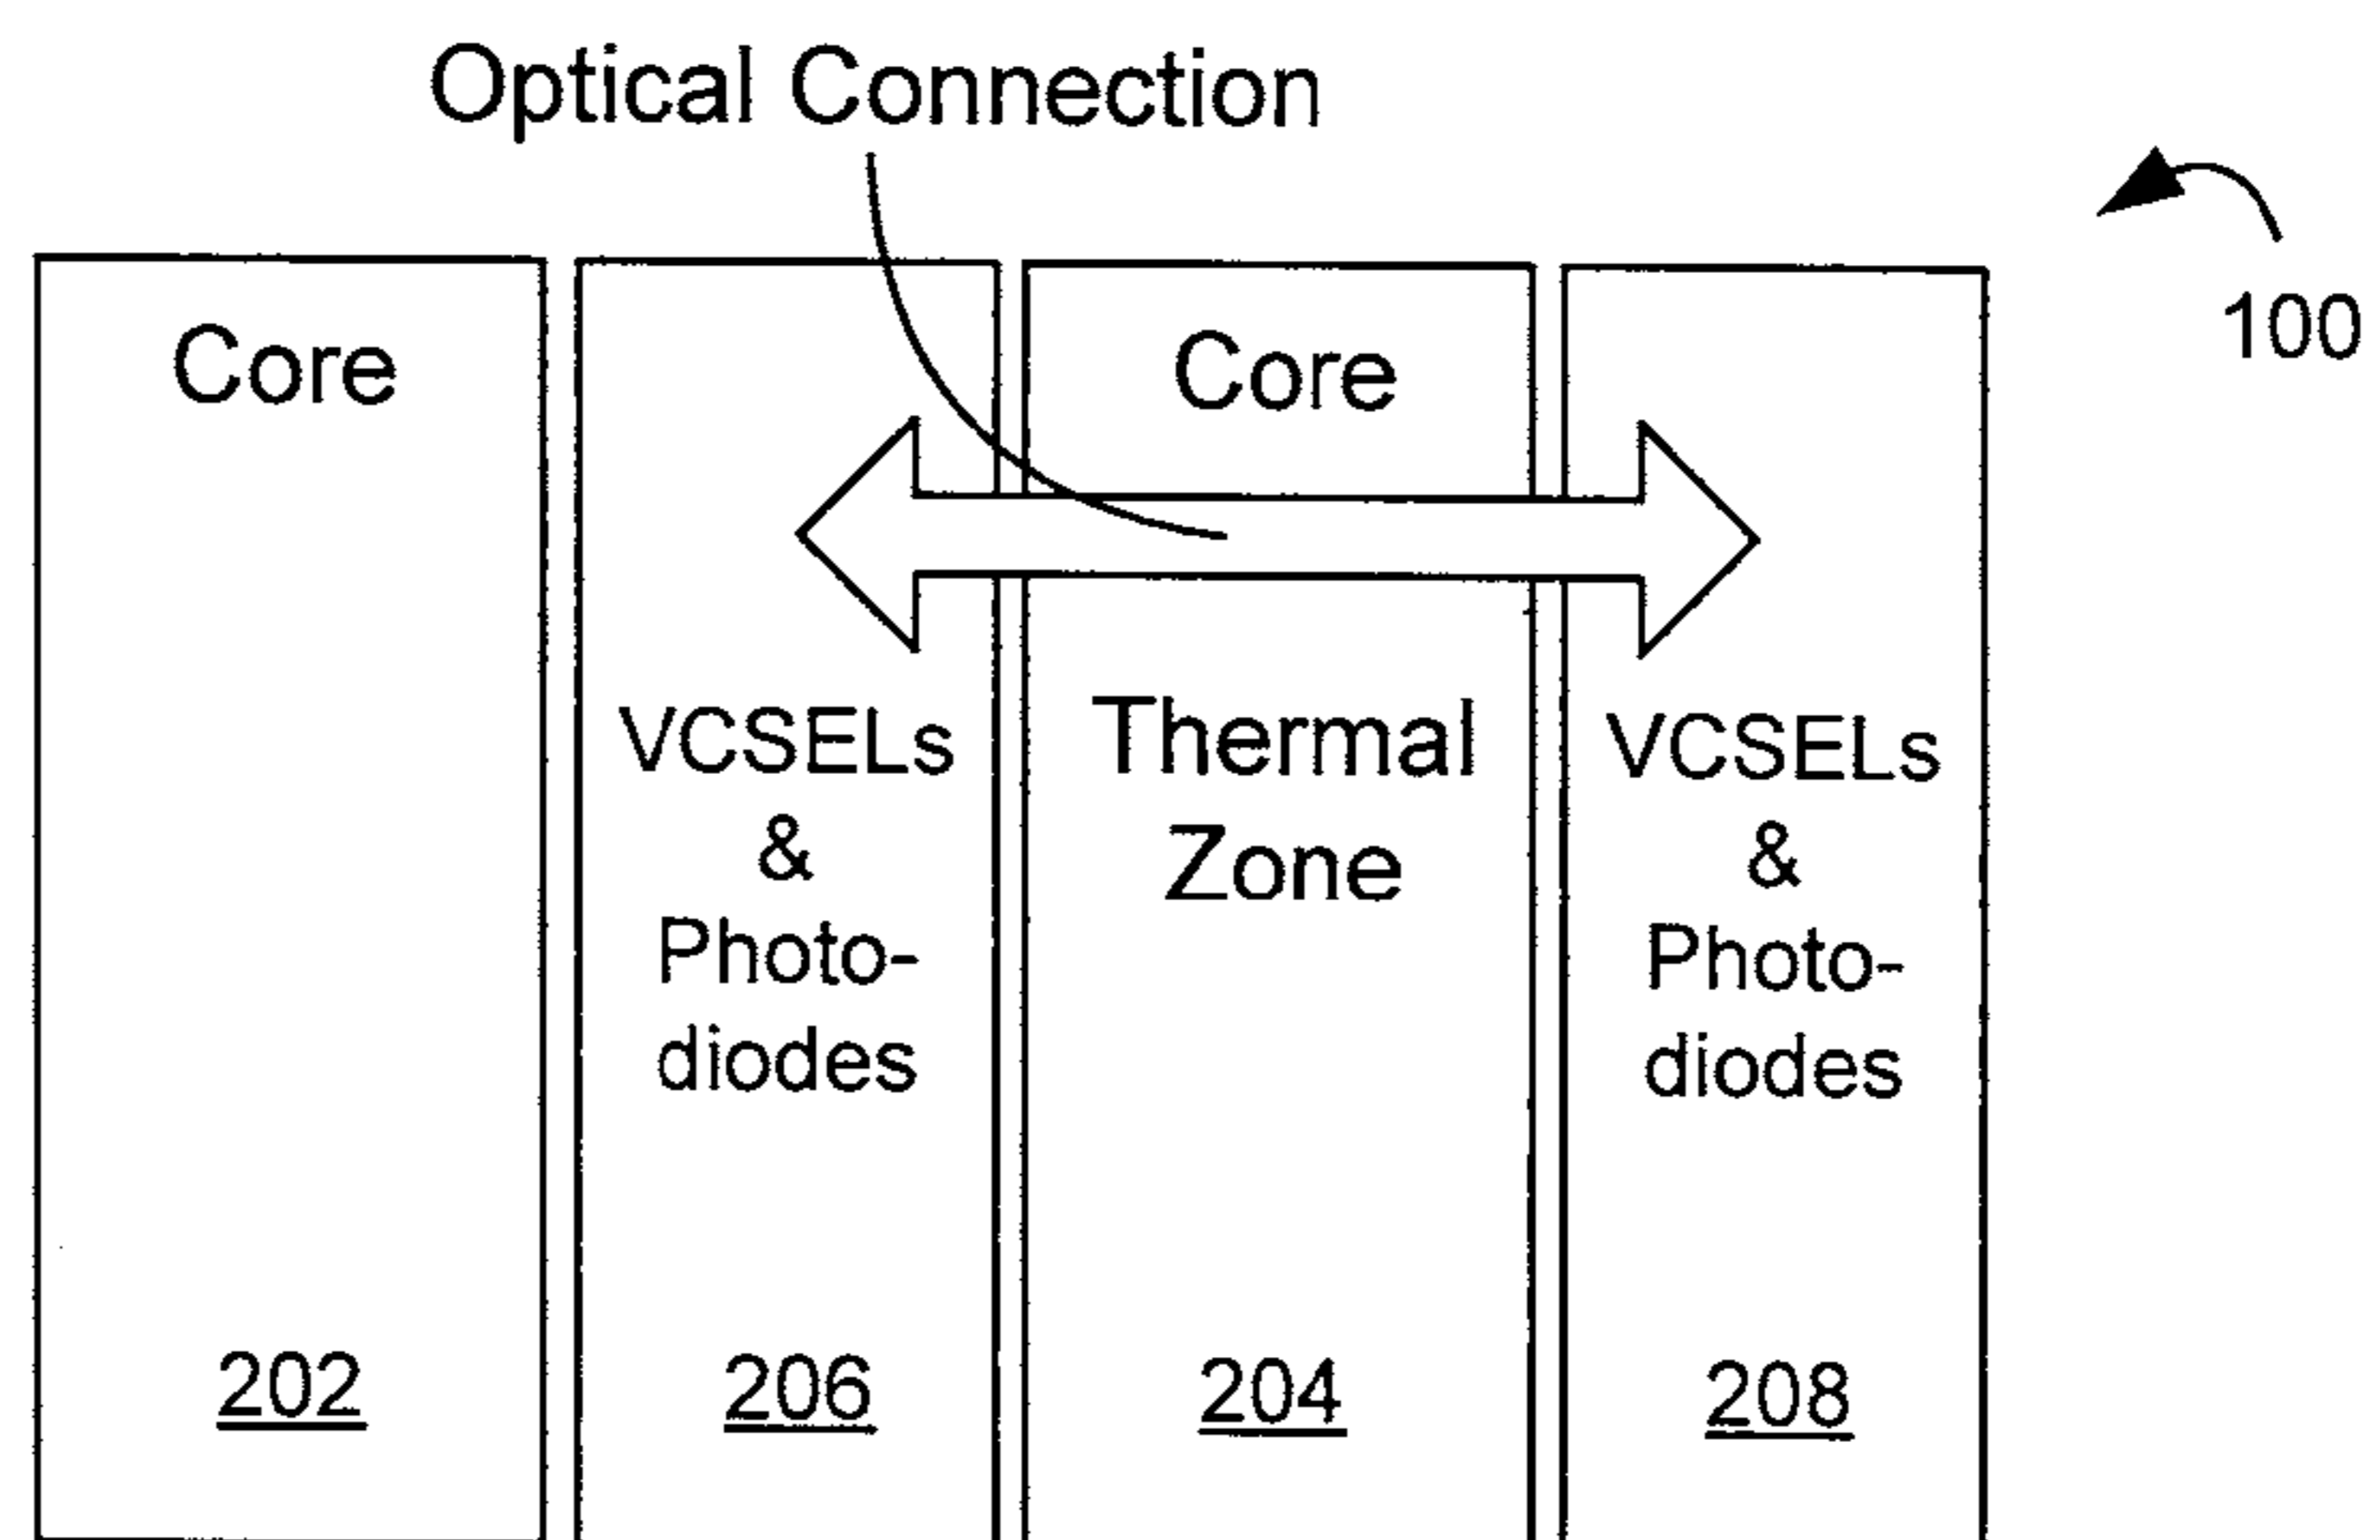 Optical Connection
100
Core
202
VCSELs
&
Photo-
diodes
206
Core
Thermal
Zone
204
VCSELs
&
Photo-
diodes
208